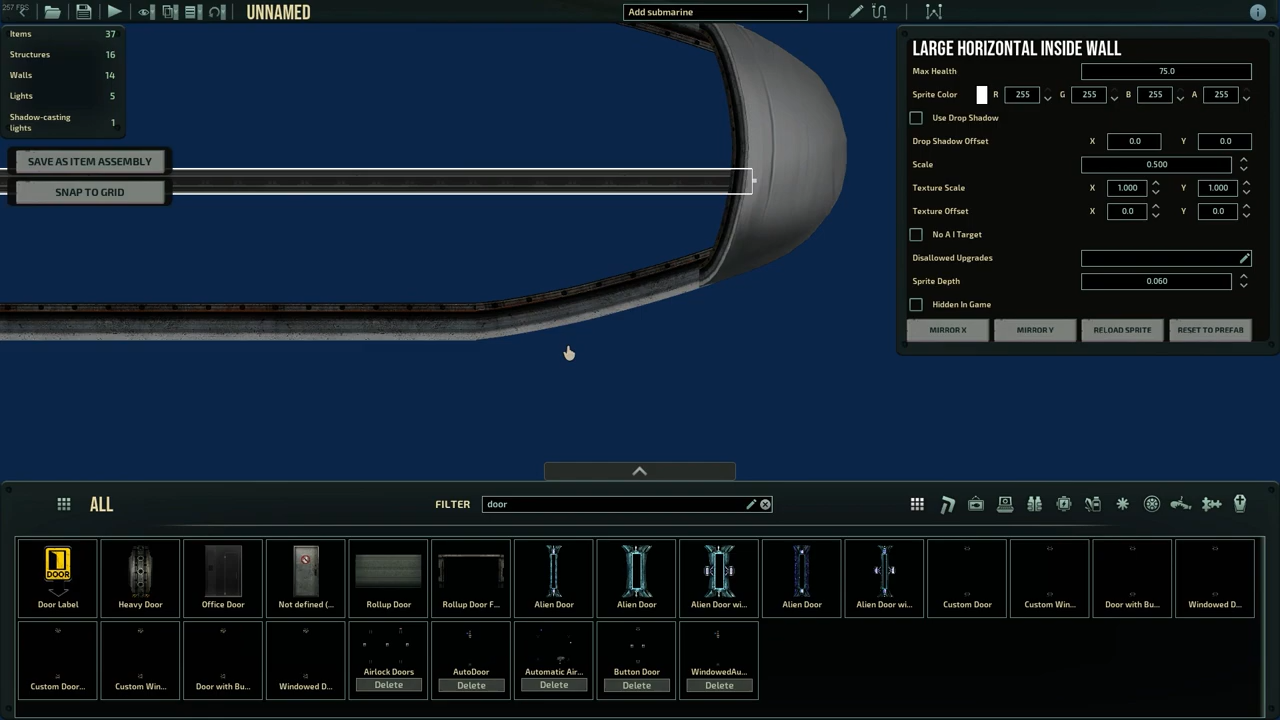 257 FPS
UNNAMED
Add submarine
Items 37
Structures 16
Walls 14
Lights 5
Shadow-casting
lights 1
SAVE AS ITEM ASSEMBLY
SNAP TO GRID
LARGE HORIZONTAL INSIDE WALL
Max Health 75.0
Sprite Color R 255 G 255 B 255 A 255
Use Drop Shadow
Drop Shadow Offset X 0.0 Y 0.0
Scale 0.500
Texture Scale X 1.000 Y 1.000
Texture Offset X 0.0 Y 0.0
No A I Target
Disallowed Upgrades
Sprite Depth 0.060
Hidden In Game
MIRROR X MIRROR Y RELOAD SPRITE RESET TO PREFAB
ALL FILTER door
DOOR
Door Label Heavy Door Office Door Not defined (... Rollup Door Rollup Door F... Alien Door Alien Door Alien Door wi... Alien Door Alien Door wi... Custom Door Custom Win... Door with Bu... Windowed D...
Custom Door... Custom Win... Door with Bu... Windowed D... Airlock Doors AutoDoor Automatic Air... Button Door WindowedAu...
Delete Delete Delete Delete Delete